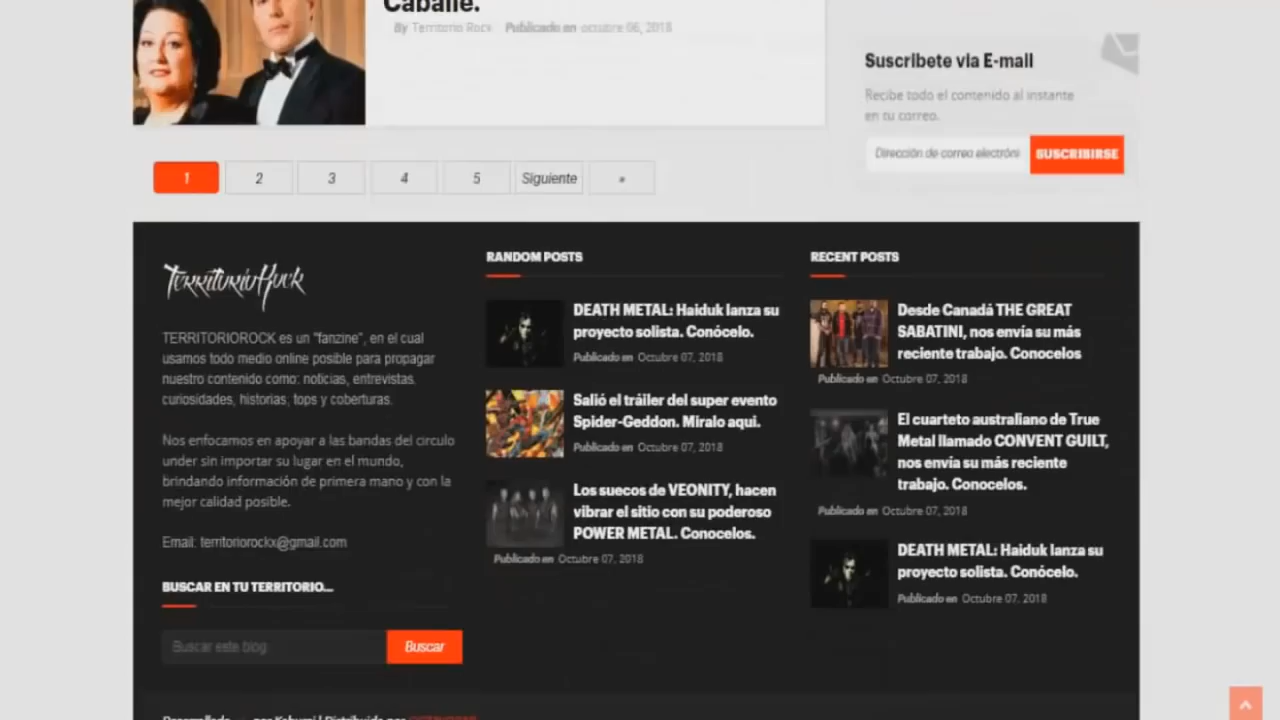 Caballé.
By Territorio Rock Publicado en octubre 06, 2018
Suscribete via E-mail
Recibe todo el contenido al instante
en tu correo.
Dirección de correo electróni
SUSCRIBIRSE
1 2 3 4 5 Siguiente »
TerritorioRock
TERRITORIOROCK es un "fanzine", en el cual
usamos todo medio online posible para propagar
nuestro contenido como: noticias, entrevistas,
curiosidades, historias, tops y coberturas.
Nos enfocamos en apoyar a las bandas del circulo
under sin importar su lugar en el mundo,
brindando información de primera mano y con la
mejor calidad posible.
Email: territoriorockx@gmail.com
BUSCAR EN TU TERRITORIO...
Buscar este blog
Buscar
RANDOM POSTS
DEATH METAL: Haiduk lanza su
proyecto solista. Conócelo.
Publicado en Octubre 07, 2018
Salió el tráiler del super evento
Spider-Geddon. Miralo aqui.
Publicado en Octubre 07, 2018
Los suecos de VEONITY, hacen
vibrar el sitio con su poderoso
POWER METAL. Conocelos.
Publicado en Octubre 07, 2018
RECENT POSTS
Desde Canadá THE GREAT
SABATINI, nos envía su más
reciente trabajo. Conocelos
Publicado en Octubre 07, 2018
El cuarteto australiano de True
Metal llamado CONVENT GUILT,
nos envia su más reciente
trabajo. Conocelos.
Publicado en Octubre 07, 2018
DEATH METAL: Haiduk lanza su
proyecto solista. Conócelo.
Publicado en Octubre 07, 2018